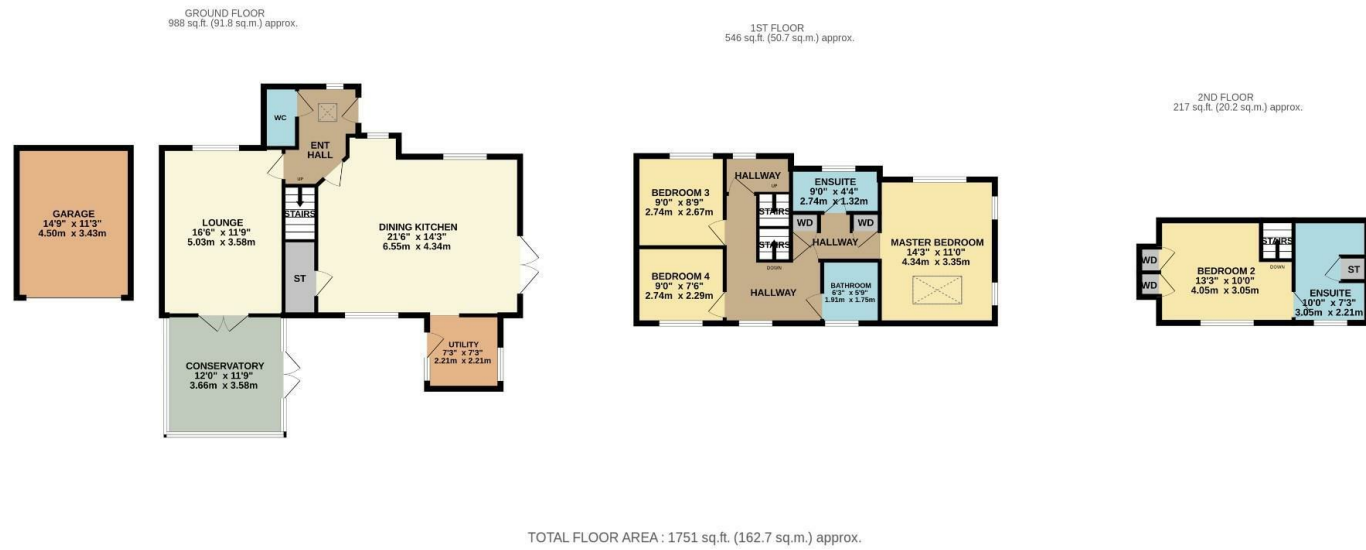 GROUND FLOOR
988 sq.ft. (91.8 sq.m.) approx.
WC
ENT
HALL
UP
GARAGE
14'9" x 11'3"
4.50m x 3.43m
LOUNGE
16'6" x 11'9"
5.03m x 3.58m
STAIRS
ST
DINING KITCHEN
21'6" x 14'3"
6.55m x 4.34m
UTILITY
7'3" x 7'3"
2.21m x 2.21m
CONSERVATORY
12'0" x 11'9"
3.66m x 3.58m
1ST FLOOR
546 sq.ft. (50.7 sq.m.) approx.
BEDROOM 3
9'0" x 8'9"
2.74m x 2.67m
HALLWAY
UP
STAIRS
STAIRS
DOWN
ENSUITE
9'0" x 4'4"
2.74m x 1.32m
WD
WD
HALLWAY
MASTER BEDROOM
14'3" x 11'0"
4.34m x 3.35m
BEDROOM 4
9'0" x 7'6"
2.74m x 2.29m
HALLWAY
BATHROOM
6'3" x 5'9"
1.91m x 1.75m
2ND FLOOR
217 sq.ft. (20.2 sq.m.) approx.
WD
WD
BEDROOM 2
13'3" x 10'0"
4.05m x 3.05m
STAIRS
DOWN
ST
ENSUITE
10'0" x 7'3"
3.05m x 2.21m
TOTAL FLOOR AREA : 1751 sq.ft. (162.7 sq.m.) approx.